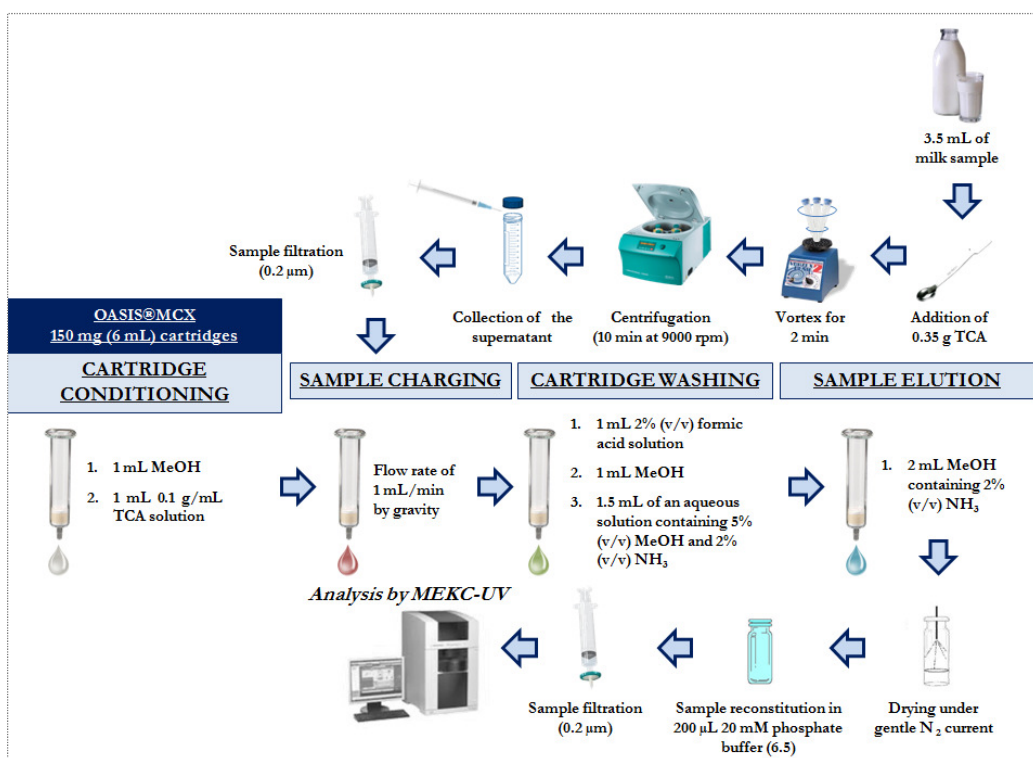 3.5 mL of
milk sample
Addition of
0.35 g TCA
Vortex for
2 min
Centrifugation
(10 min at 9000 rpm)
Collection of the
supernatant
Sample filtration
(0.2 µm)
OASIS®MCX
150 mg (6 mL) cartridges
CARTRIDGE
CONDITIONING
SAMPLE CHARGING
CARTRIDGE WASHING
SAMPLE ELUTION
1. 1 mL MeOH
2. 1 mL 0.1 g/mL
TCA solution
Flow rate of
1 mL/min
by gravity
1. 1 mL 2% (v/v) formic
acid solution
2. 1 mL MeOH
3. 1.5 mL of an aqueous
solution containing 5%
(v/v) MeOH and 2%
(v/v) NH₃
1. 2 mL MeOH
containing 2%
(v/v) NH₃
Drying under
gentle N₂ current
Sample reconstitution in
200 µL 20 mM phosphate
buffer (6.5)
Sample filtration
(0.2 µm)
Analysis by MEKC-UV